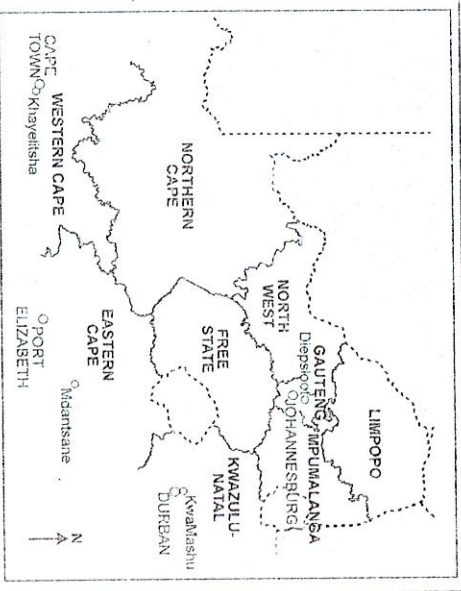 LIMPOPO
GAUTENG
MPUMALANGA
Diepslooto
JOHANNESBURG
NORTH
WEST
FREE
STATE
KWAZULU-
NATAL
KwaMashu
DURBAN
NORTHERN
CAPE
EASTERN
CAPE
Mdantsane
PORT
ELIZABETH
WESTERN CAPE
CAPE
TOWN
Khayelitsha
N